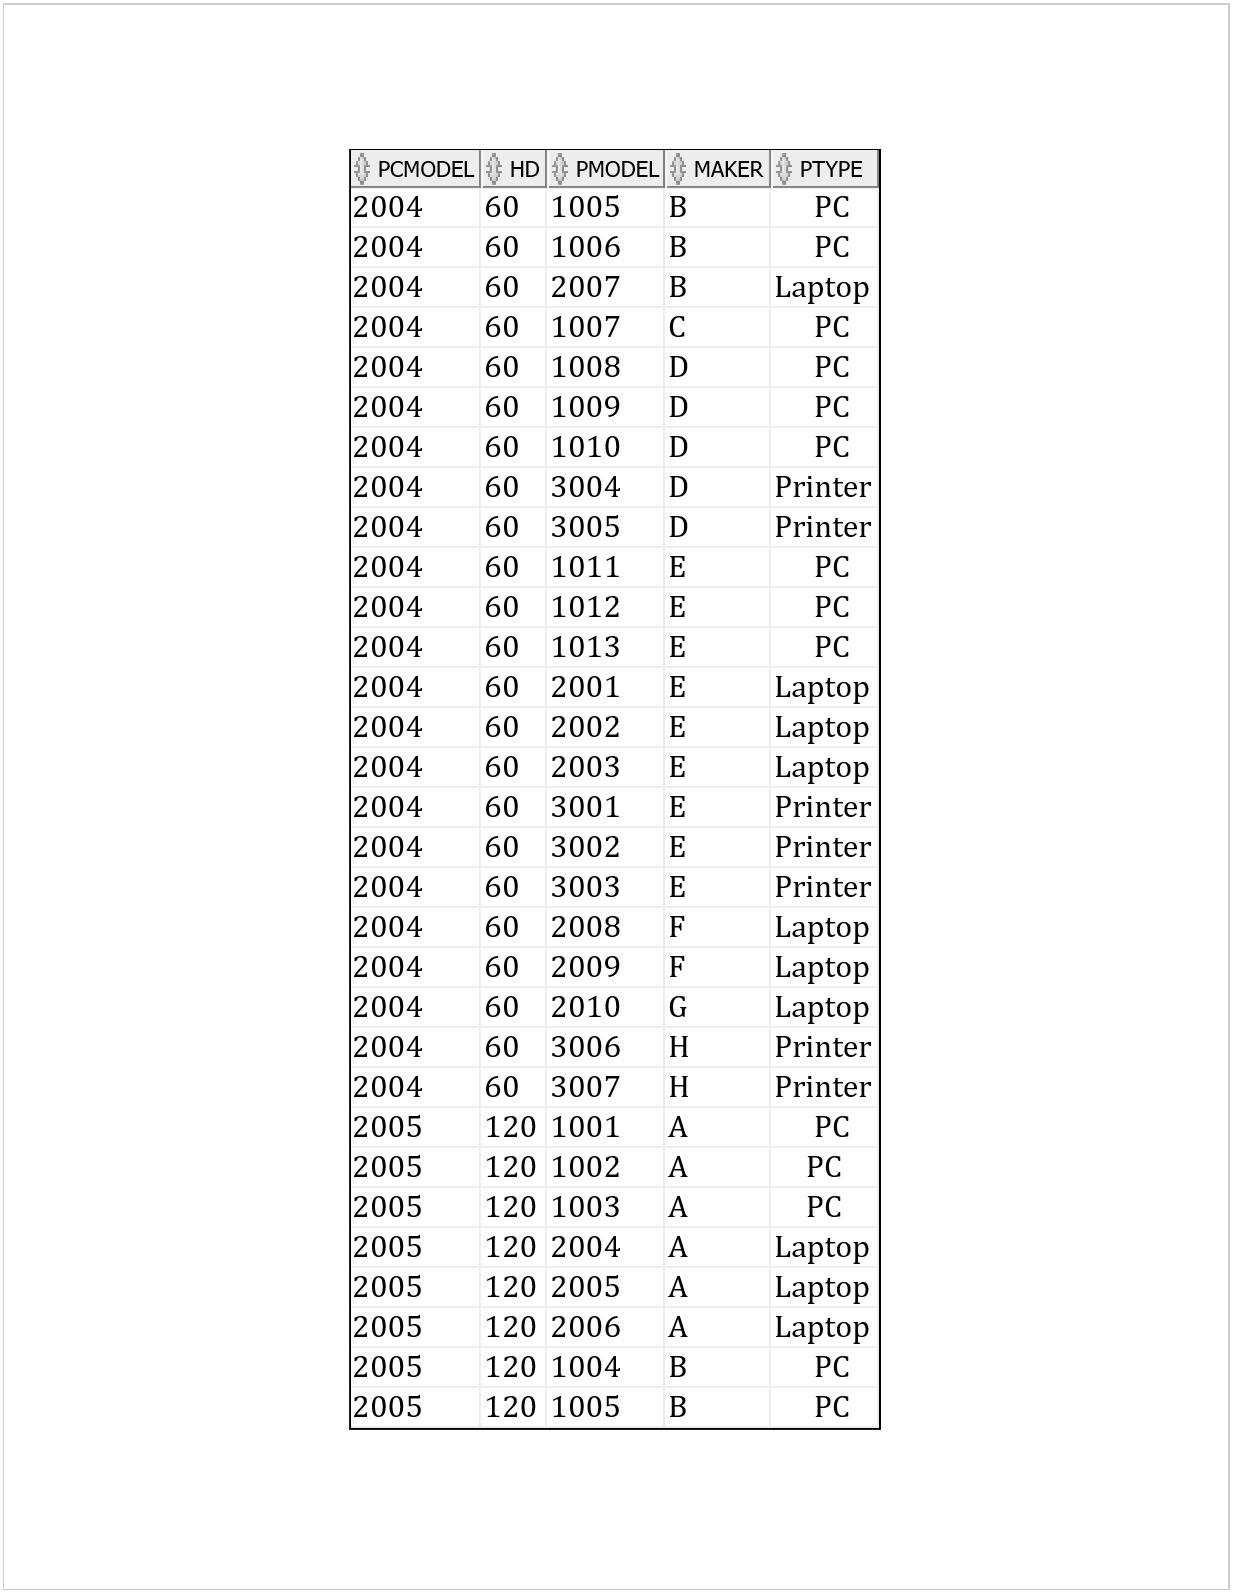 PCMODEL HD PMODEL MAKER PTYPE
2004 60 1005 B PC
2004 60 1006 B PC
2004 60 2007 B Laptop
2004 60 1007 C PC
2004 60 1008 D PC
2004 60 1009 D PC
2004 60 1010 D PC
2004 60 3004 D Printer
2004 60 3005 D Printer
2004 60 1011 E PC
2004 60 1012 E PC
2004 60 1013 E PC
2004 60 2001 E Laptop
2004 60 2002 E Laptop
2004 60 2003 E Laptop
2004 60 3001 E Printer
2004 60 3002 E Printer
2004 60 3003 E Printer
2004 60 2008 F Laptop
2004 60 2009 F Laptop
2004 60 2010 G Laptop
2004 60 3006 H Printer
2004 60 3007 H Printer
2005 120 1001 A PC
2005 120 1002 A PC
2005 120 1003 A PC
2005 120 2004 A Laptop
2005 120 2005 A Laptop
2005 120 2006 A Laptop
2005 120 1004 B PC
2005 120 1005 B PC